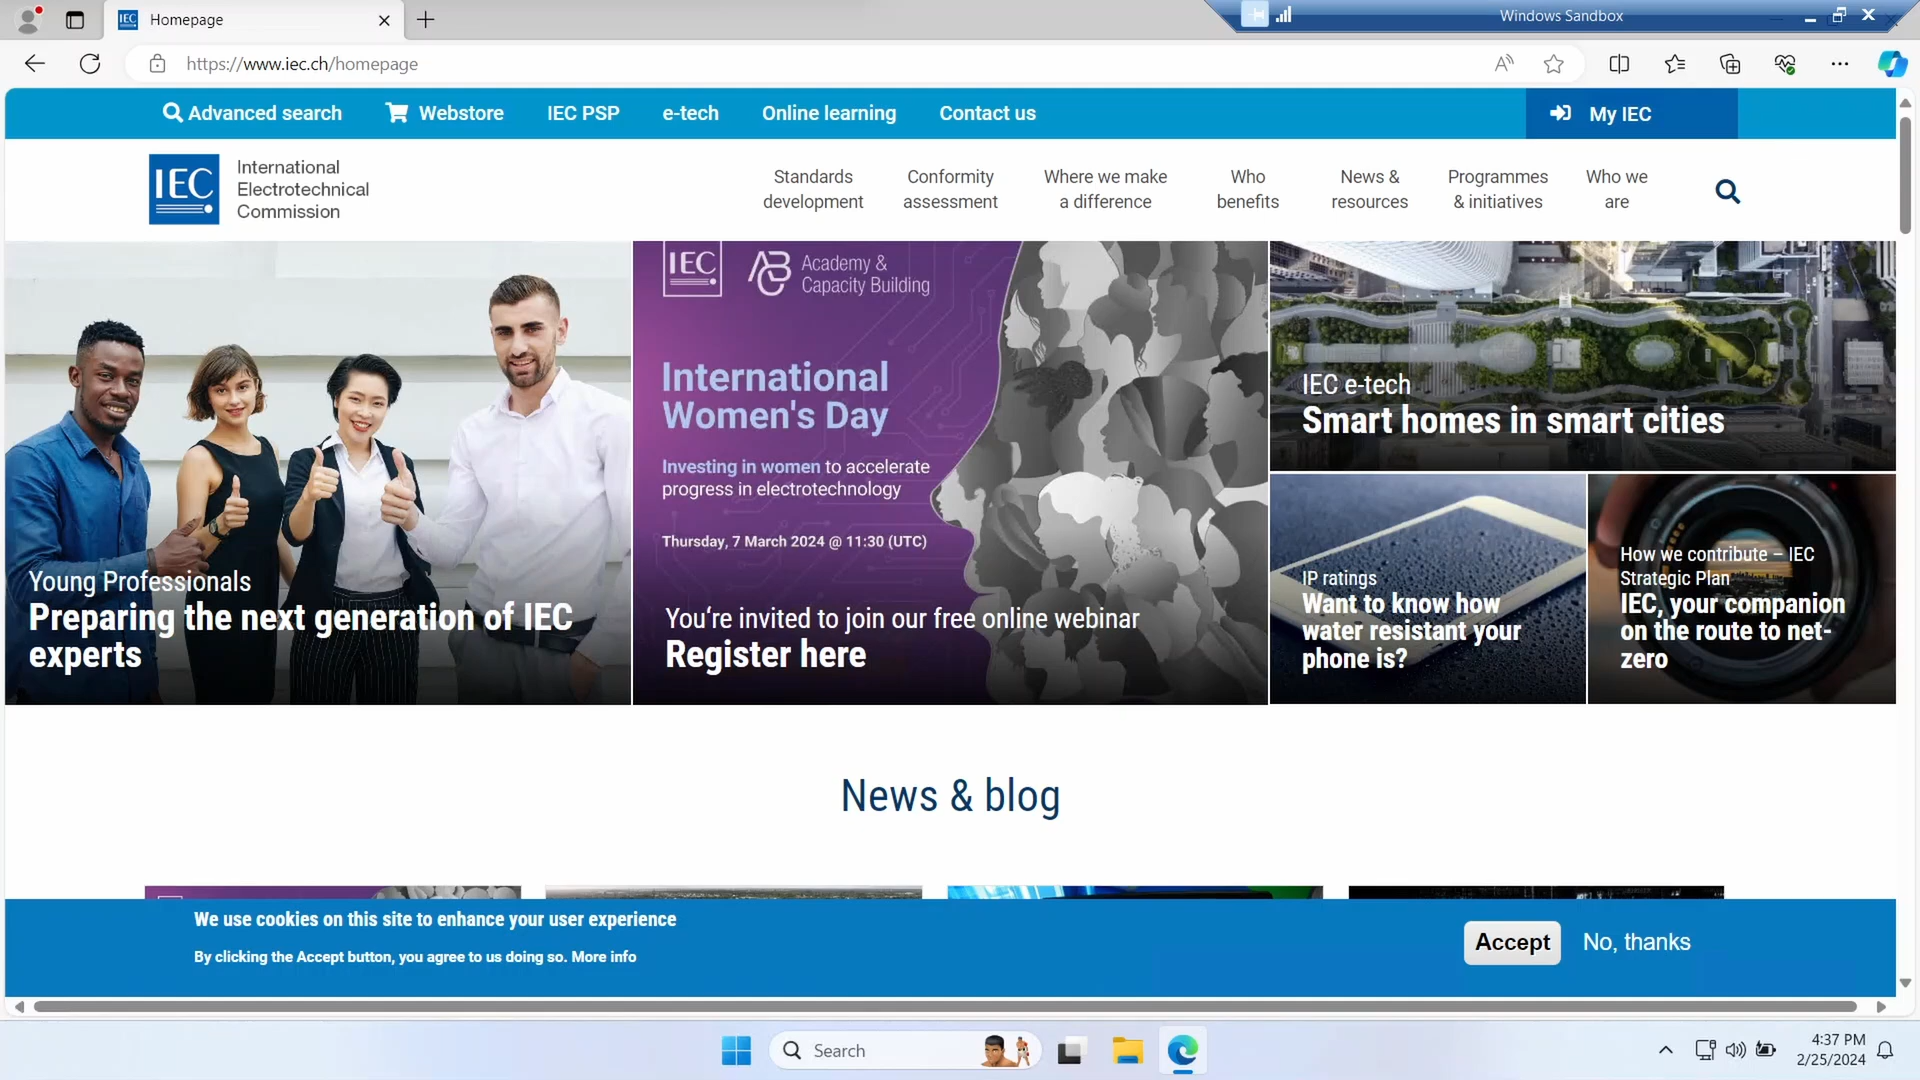 Homepage
Windows Sandbox
https://www.iec.ch/homepage
Advanced search
Webstore
IEC PSP
e-tech
Online learning
Contact us
My IEC
IEC
International
Electrotechnical
Commission
Standards
development
Conformity
assessment
Where we make
a difference
Who
benefits
News &
resources
Programmes
& initiatives
Who we
are
Young Professionals
Preparing the next generation of IEC
experts
IEC
Academy &
Capacity Building
International
Women's Day
Investing in women to accelerate
progress in electrotechnology
Thursday, 7 March 2024 @ 11:30 (UTC)
You‘re invited to join our free online webinar
Register here
IEC e-tech
Smart homes in smart cities
IP ratings
Want to know how
water resistant your
phone is?
How we contribute – IEC
Strategic Plan
IEC, your companion
on the route to net-
zero
News & blog
We use cookies on this site to enhance your user experience
By clicking the Accept button, you agree to us doing so. More info
Accept
No, thanks
Search
4:37 PM
2/25/2024